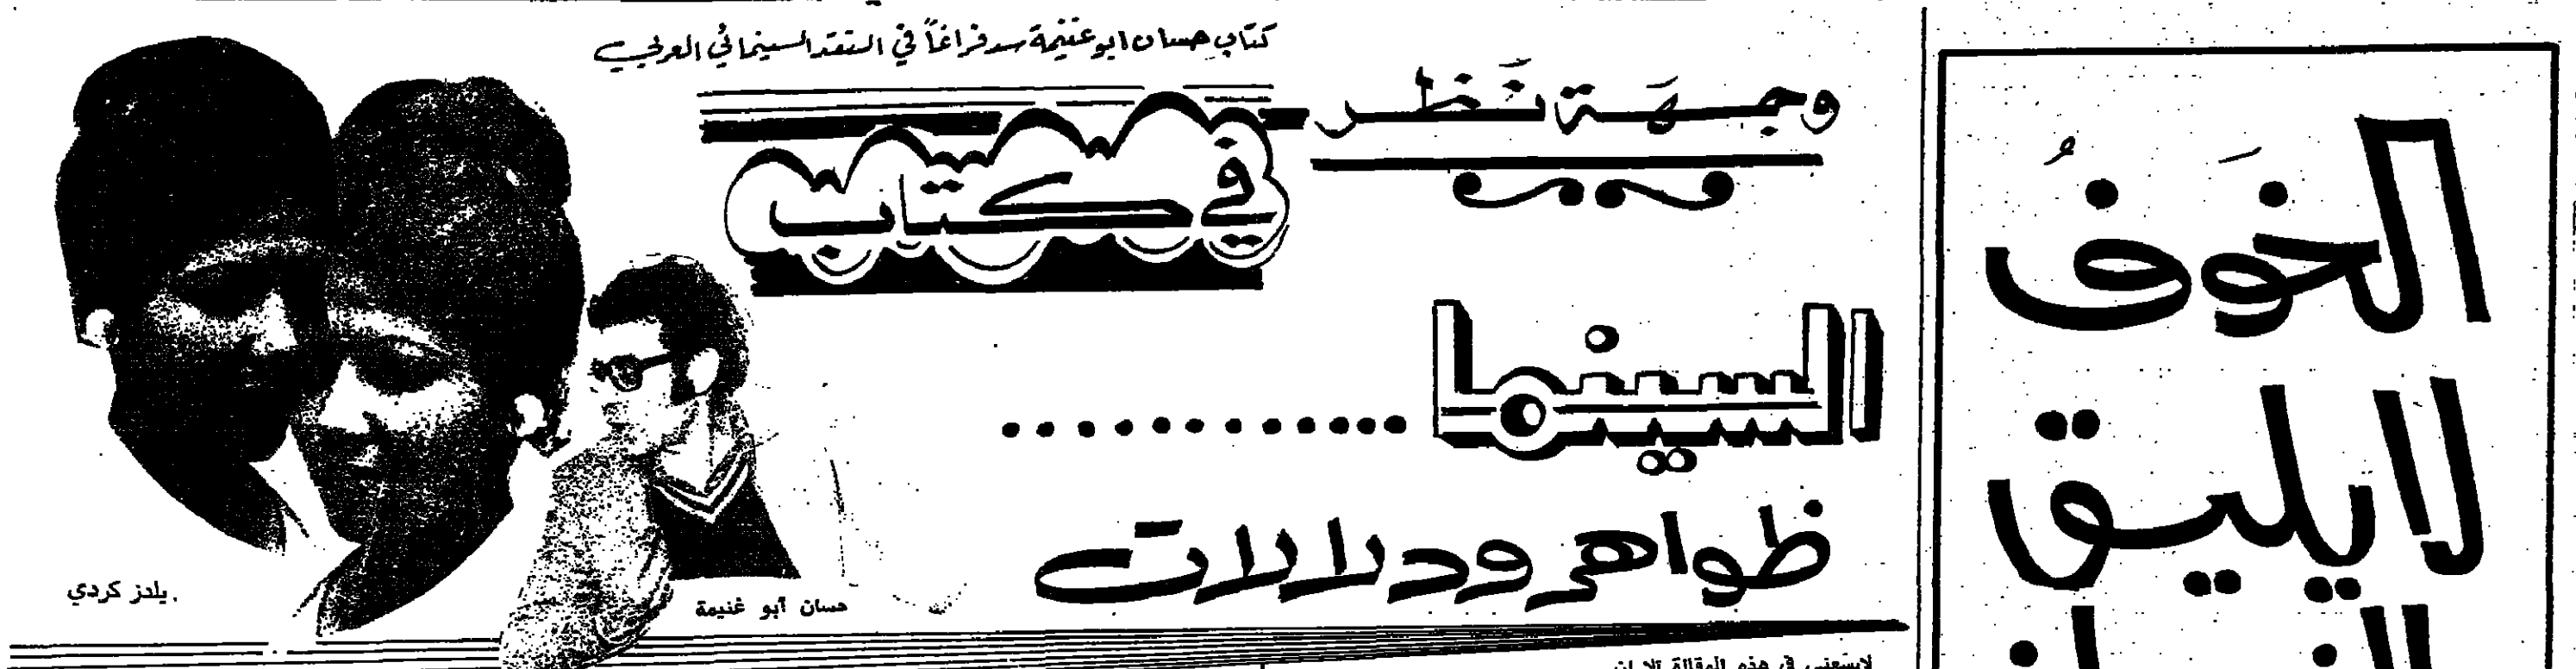 كتاب حسان ابو غنيمة سد فراغاً في النقد السينمائي العربي
وجهة نظر
في كتاب
السينما ............
ظواهر ودلالات
يلدز كردي
حسان أبو غنيمة
لايسعني في هذه المقالة الا ان
الخوف
لا يليق